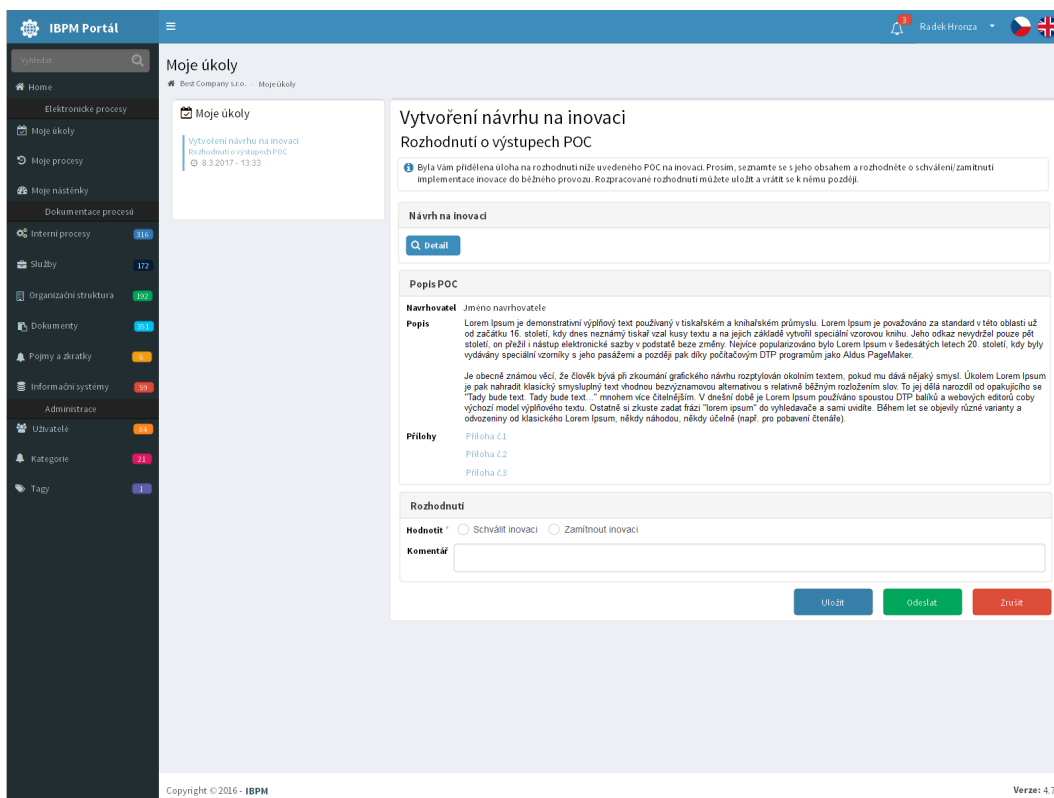 IBPM Portál
3
Radek Hronza
Vyhledat
Home
Elektronické procesy
Moje úkoly
Moje procesy
Moje nástěnky
Dokumentace procesů
Interní procesy 316
Služby 172
Organizační struktura 192
Dokumenty 351
Pojmy a zkratky 6
Informační systémy 59
Administrace
Uživatelé 84
Kategorie 21
Tagy 1
Moje úkoly
Best Company s.r.o. Moje úkoly
Moje úkoly
Vytvoření návrhu na inovaci
Rozhodnutí o výstupech POC
8.3.2017 - 13:33
Vytvoření návrhu na inovaci
Rozhodnutí o výstupech POC
Byla Vám přidělena úloha na rozhodnutí níže uvedeného POC na inovaci. Prosím, seznamte se s jeho obsahem a rozhodněte o schválení/zamítnutí
implementace inovace do běžného provozu. Rozpracované rozhodnutí můžete uložit a vrátit se k němu později.
Návrh na inovaci
Detail
Popis POC
Navrhovatel Jméno navrhovatele
Popis Lorem Ipsum je demonstrativní výplňový text používaný v tiskařském a knihařském průmyslu. Lorem Ipsum je považováno za standard v této oblasti už
od začátku 16. století, kdy dnes neznámý tiskař vzal kusy textu a na jejich základě vytvořil speciální vzorovou knihu. Jeho odkaz nevydržel pouze pět
století, on přežil i nástup elektronické sazby v podstatě beze změny. Nejvíce popularizováno bylo Lorem Ipsum v šedesátých letech 20. století, kdy byly
vydávány speciální vzorníky s jeho pasážemi a později pak díky počítačovým DTP programům jako Aldus PageMaker.
Je obecně známou věcí, že člověk bývá při zkoumání grafického návrhu rozptylován okolním textem, pokud mu dává nějaký smysl. Úkolem Lorem Ipsum
je pak nahradit klasický smysluplný text vhodnou bezvýznamovou alternativou s relativně běžným rozložením slov. To jej dělá narozdíl od opakujícího se
"Tady bude text. Tady bude text..." mnohem více čitelnějším. V dnešní době je Lorem Ipsum používáno spoustou DTP balíků a webových editorů coby
výchozí model výplňového textu. Ostatně si zkuste zadat frázi "lorem ipsum" do vyhledavače a sami uvidíte. Během let se objevily různé varianty a
odvozeniny od klasického Lorem Ipsum, někdy náhodou, někdy účelně (např. pro pobavení čtenáře).
Přílohy Příloha č.1
Příloha č.2
Příloha č.3
Rozhodnutí
Hodnotit * Schválit inovaci Zamítnout inovaci
Komentář
Uložit Odeslat Zrušit
Copyright © 2016 - IBPM
Verze: 4.7